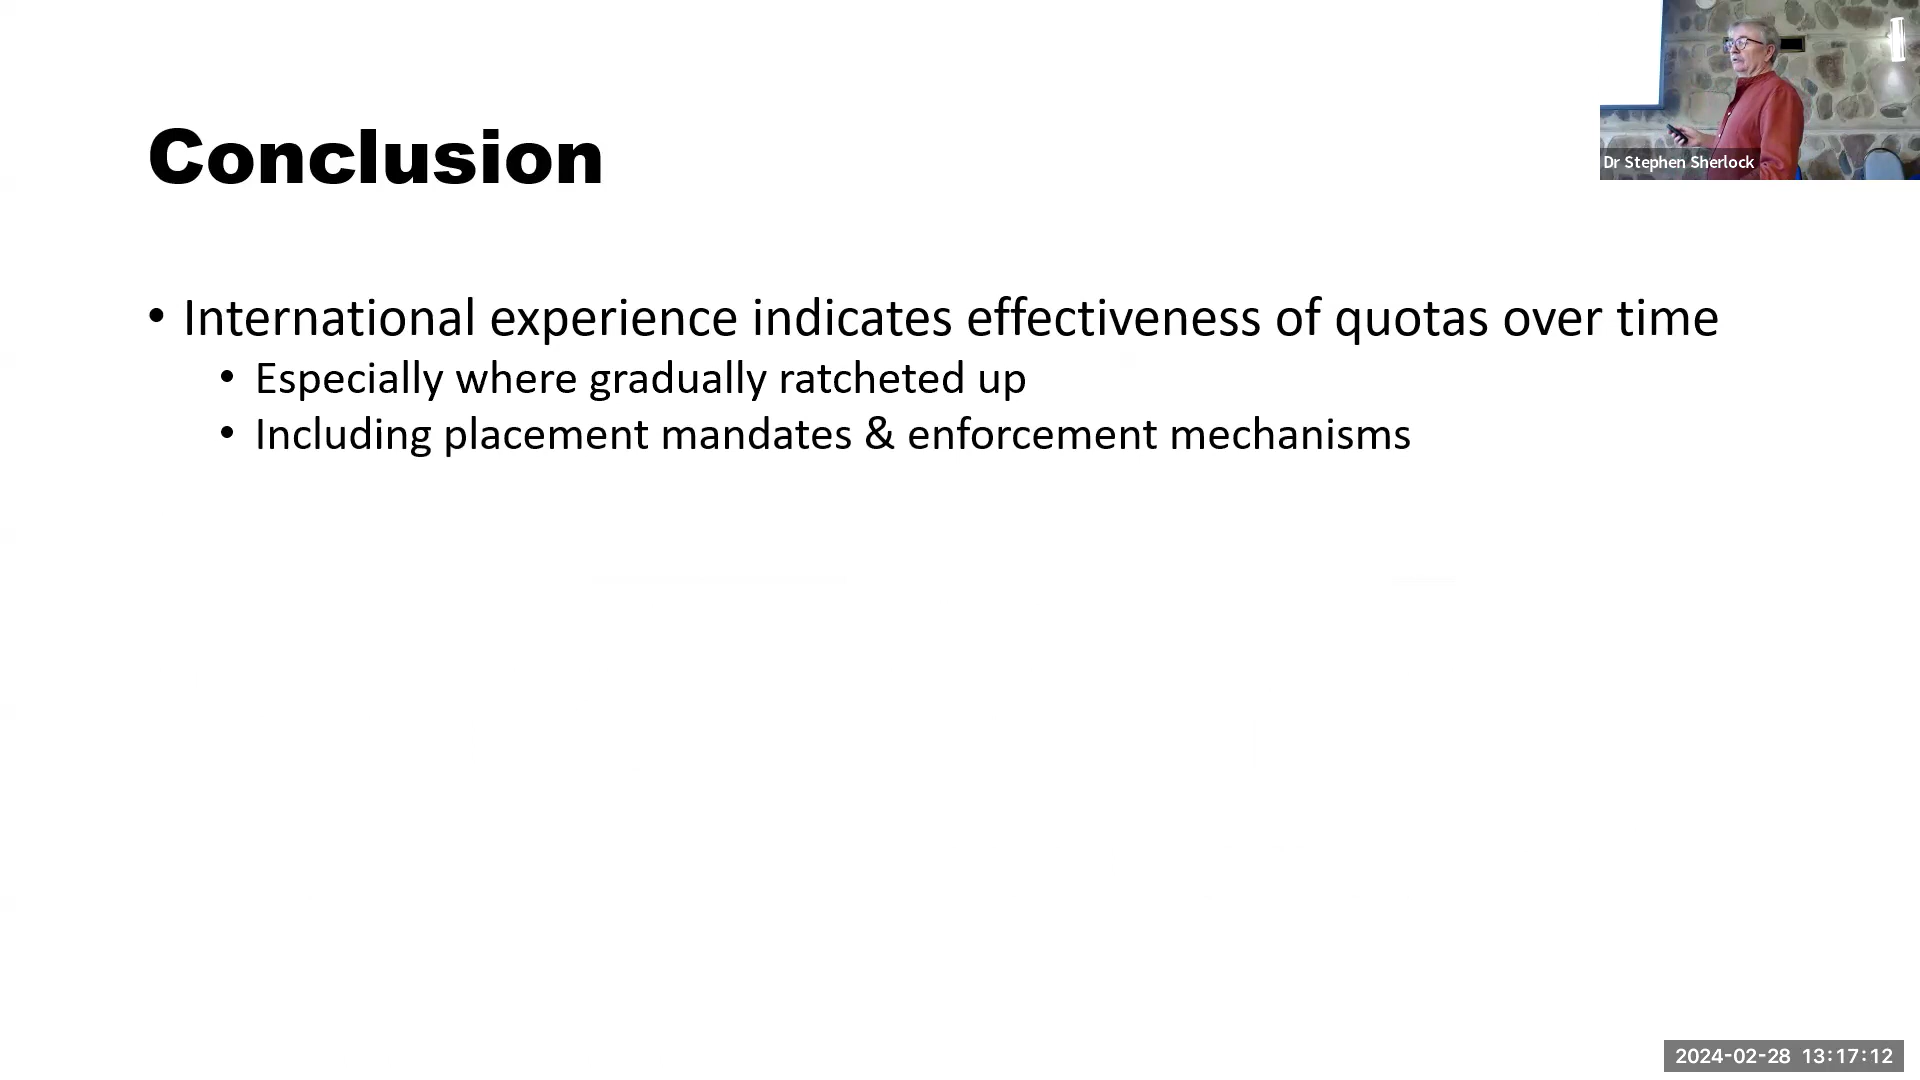 Conclusion
• International experience indicates effectiveness of quotas over time
• Especially where gradually ratcheted up
• Including placement mandates & enforcement mechanisms
Dr Stephen Sherlock
2024-02-28 13:17:12